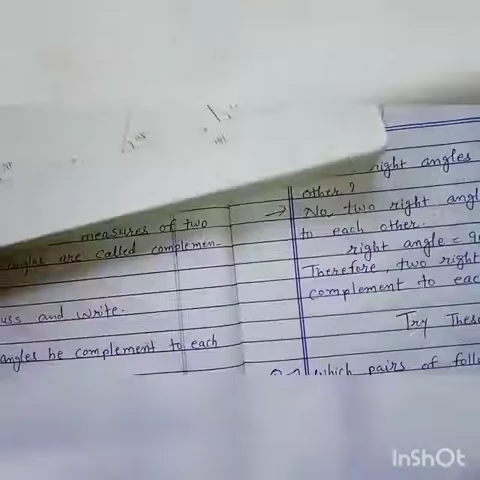 measures of two
angles are called complemen-
uss and write.
angles be complement to each
right angles
other?
→ No, two right angl
to each other.
right angle = 90
Therefore, two right
complement to eac
Try These
which pairs of foll
InShOt